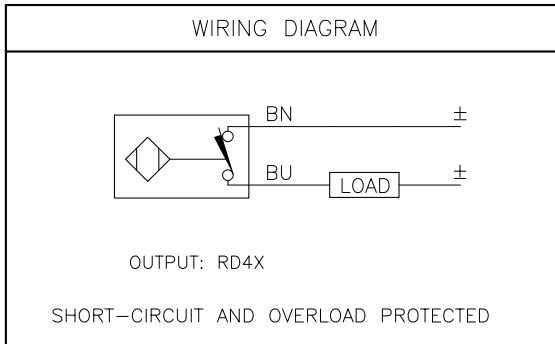 WIRING DIAGRAM
BN ±
BU LOAD ±
OUTPUT: RD4X
SHORT-CIRCUIT AND OVERLOAD PROTECTED